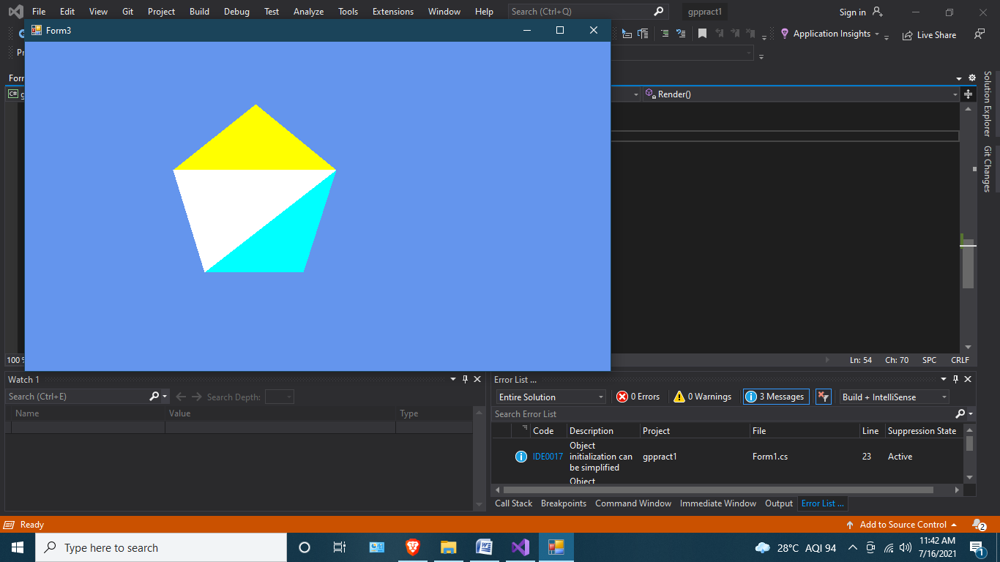 File Edit View Git Project Build Debug Test Analyze Tools Extensions Window Help Search (Ctrl+Q) gppract1 Sign in
Form3
Application Insights Live Share
Pr
Forr
C# g Render()
Solution Explorer
Git Changes
100 % Ln: 54 Ch: 70 SPC CRLF
Watch 1
Search (Ctrl+E) Search Depth:
Name Value Type
Error List ...
Entire Solution 0 Errors 0 Warnings 3 Messages Build + IntelliSense
Search Error List
Code Description Project File Line Suppression State
IDE0017 Object initialization can be simplified gppract1 Form1.cs 23 Active
Object
Call Stack Breakpoints Command Window Immediate Window Output Error List ...
Ready Add to Source Control 2
Type here to search 28°C AQI 94 11:42 AM
7/16/2021 1